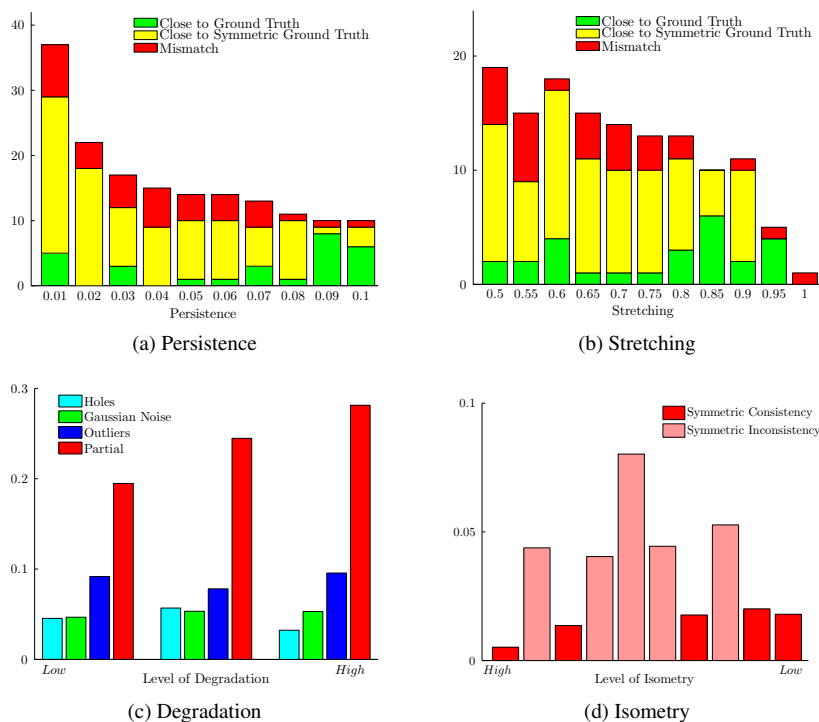 40
30
20
10
0
Close to Ground Truth
Close to Symmetric Ground Truth
Mismatch
0.01 0.02 0.03 0.04 0.05 0.06 0.07 0.08 0.09 0.1
Persistence
(a) Persistence
20
10
0
Close to Ground Truth
Close to Symmetric Ground Truth
Mismatch
0.5 0.55 0.6 0.65 0.7 0.75 0.8 0.85 0.9 0.95 1
Stretching
(b) Stretching
0.3
0.2
0.1
0
Holes
Gaussian Noise
Outliers
Partial
Low High
Level of Degradation
(c) Degradation
0.1
0.05
0
Symmetric Consistency
Symmetric Inconsistency
High Low
Level of Isometry
(d) Isometry